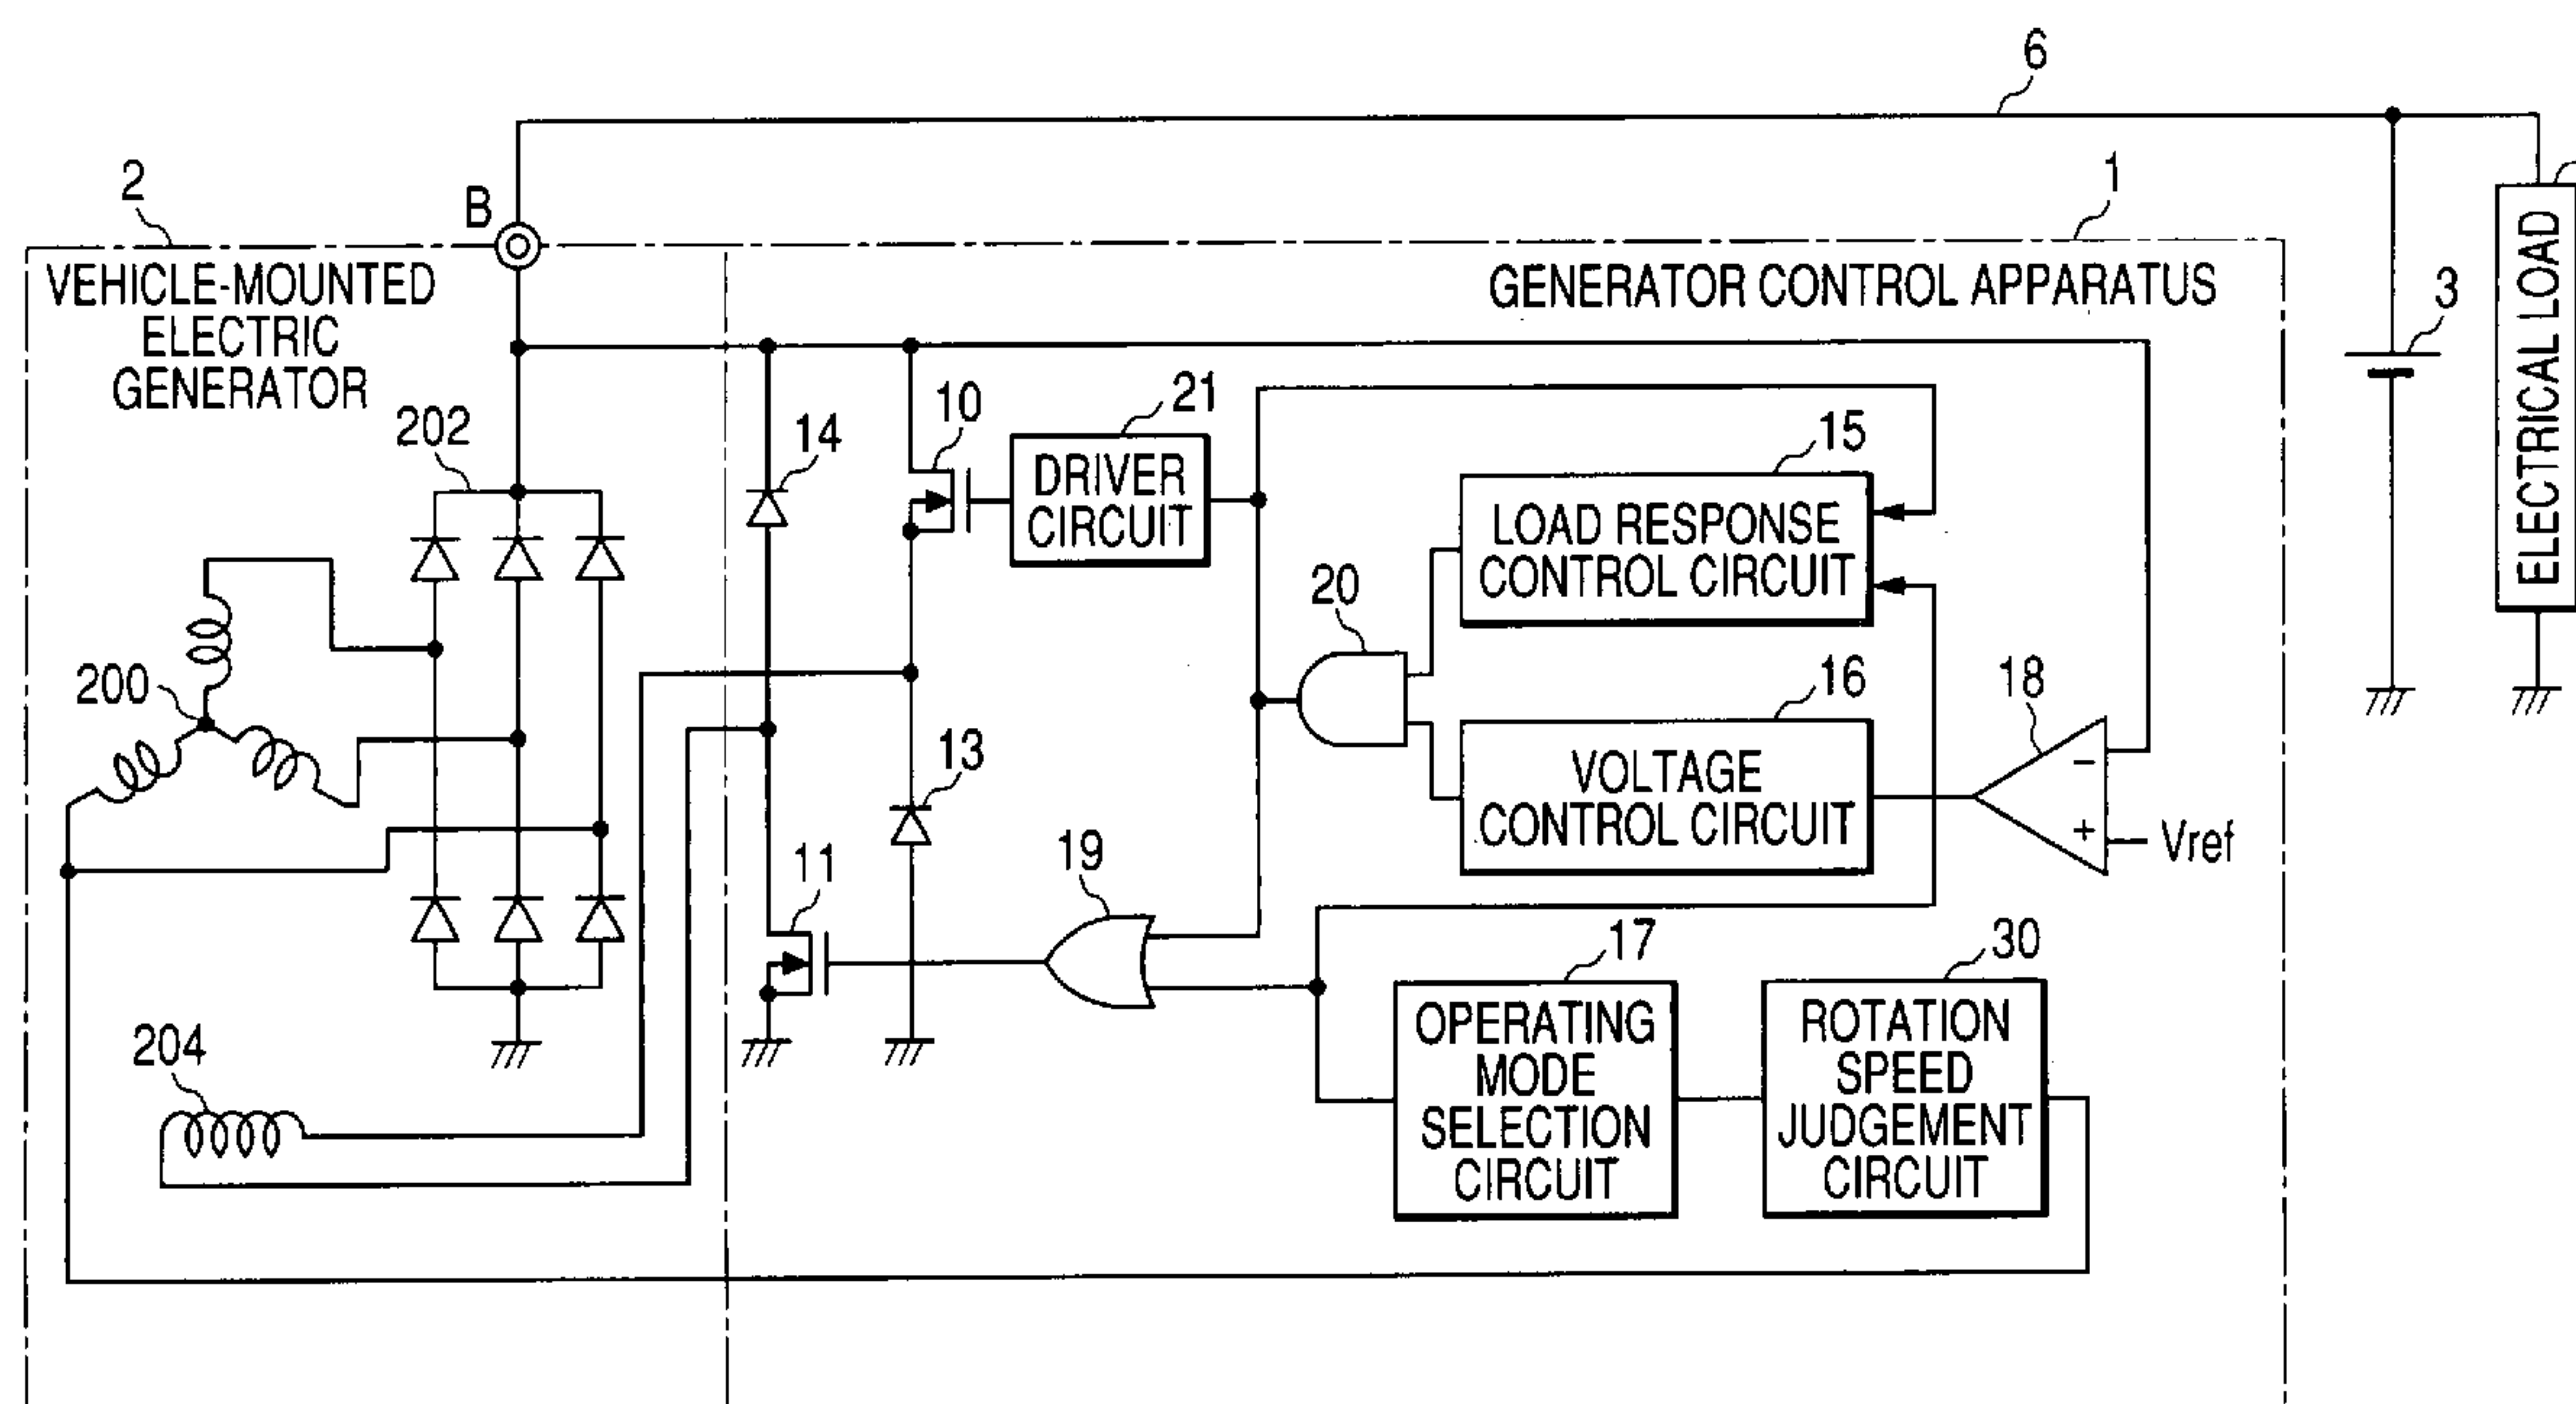 6
2
B
1
VEHICLE-MOUNTED
ELECTRIC
GENERATOR
GENERATOR CONTROL APPARATUS
3
ELECTRICAL LOAD
202
14
10
21
DRIVER
CIRCUIT
15
LOAD RESPONSE
CONTROL CIRCUIT
20
200
13
16
VOLTAGE
CONTROL CIRCUIT
18
−
+
Vref
11
19
17
OPERATING
MODE
SELECTION
CIRCUIT
30
ROTATION
SPEED
JUDGEMENT
CIRCUIT
204